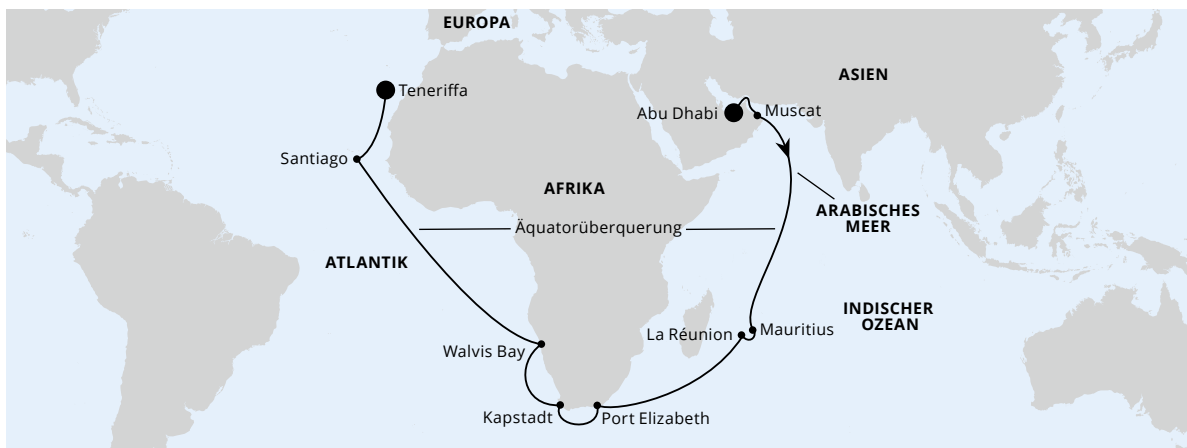 EUROPA
ASIEN
Teneriffa
Abu Dhabi
Muscat
Santiago
AFRIKA
ARABISCHES
MEER
Äquatorüberquerung
ATLANTIK
INDISCHER
OZEAN
La Réunion
Mauritius
Walvis Bay
Kapstadt
Port Elizabeth